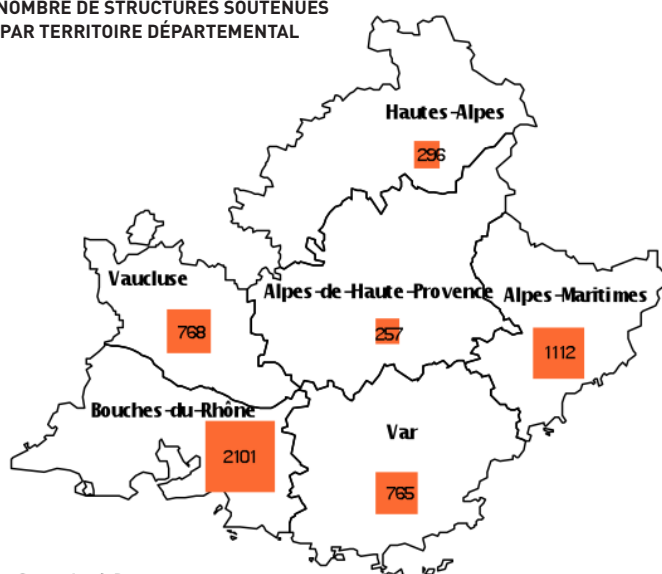 NOMBRE DE STRUCTURES SOUTENUES
PAR TERRITOIRE DÉPARTEMENTAL
Hautes-Alpes
296
Vaucluse
768
Alpes-de-Haute-Provence
257
Alpes-Maritimes
1112
Bouches-du-Rhône
2101
Var
765